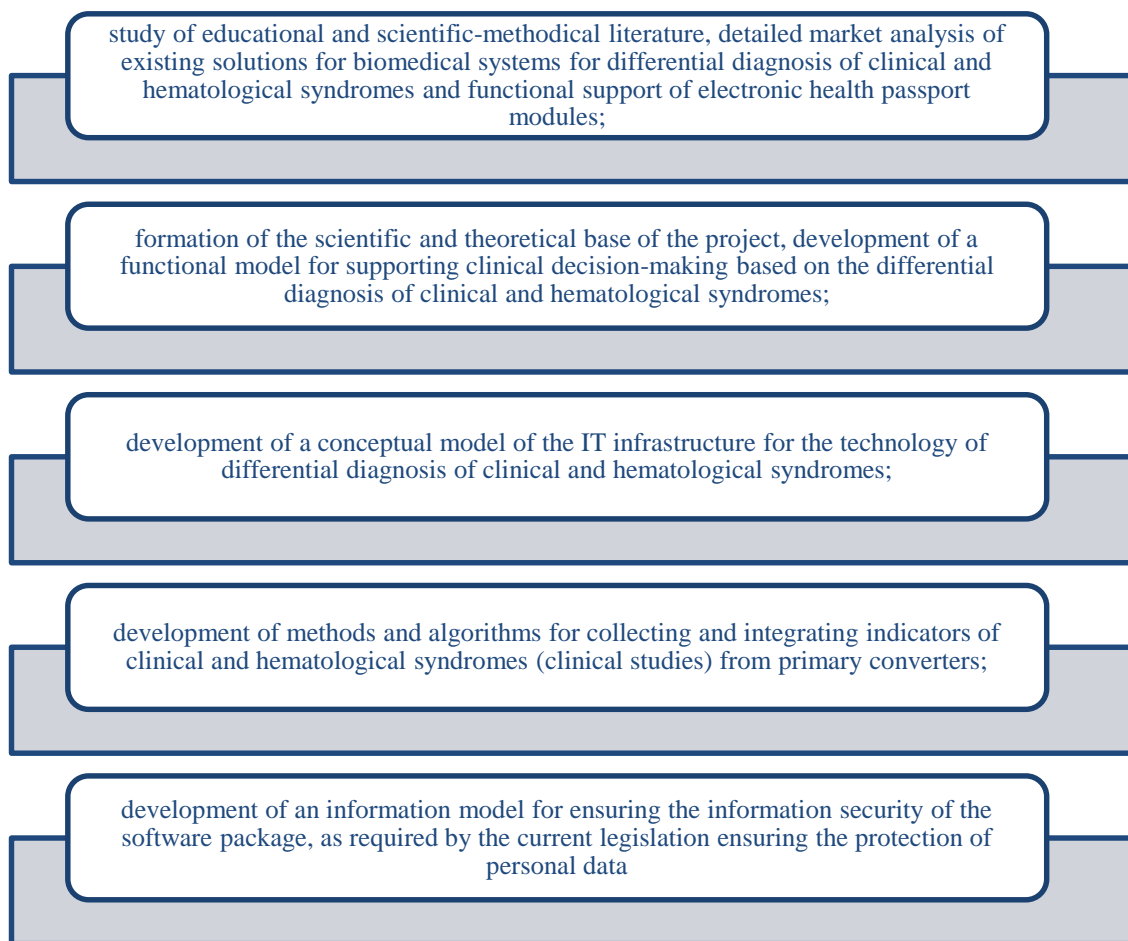 study of educational and scientific-methodical literature, detailed market analysis of
existing solutions for biomedical systems for differential diagnosis of clinical and
hematological syndromes and functional support of electronic health passport
modules;
formation of the scientific and theoretical base of the project, development of a
functional model for supporting clinical decision-making based on the differential
diagnosis of clinical and hematological syndromes;
development of a conceptual model of the IT infrastructure for the technology of
differential diagnosis of clinical and hematological syndromes;
development of methods and algorithms for collecting and integrating indicators of
clinical and hematological syndromes (clinical studies) from primary converters;
development of an information model for ensuring the information security of the
software package, as required by the current legislation ensuring the protection of
personal data